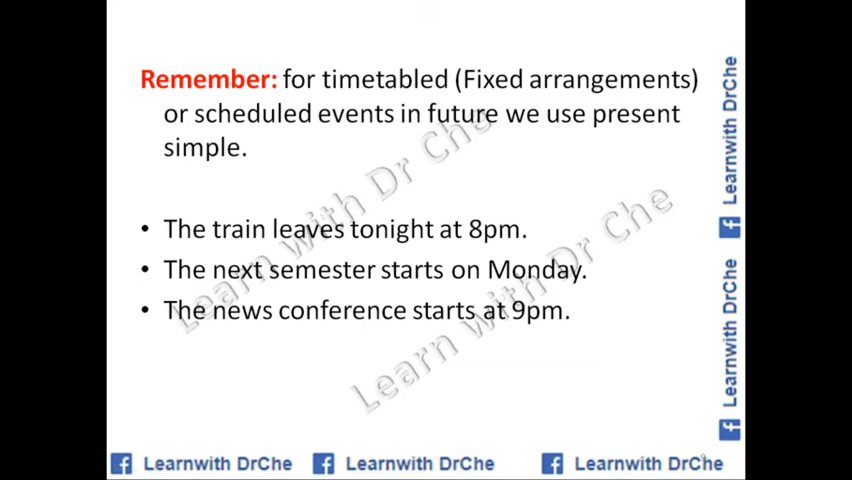 Remember: for timetabled (Fixed arrangements)
or scheduled events in future we use present
simple.
• The train leaves tonight at 8pm.
• The next semester starts on Monday.
• The news conference starts at 9pm.
Learn with Dr Che
Learn with Dr Che
Learnwith DrChe
Learnwith DrChe
Learnwith DrChe
Learnwith DrChe
Learnwith DrChe
9